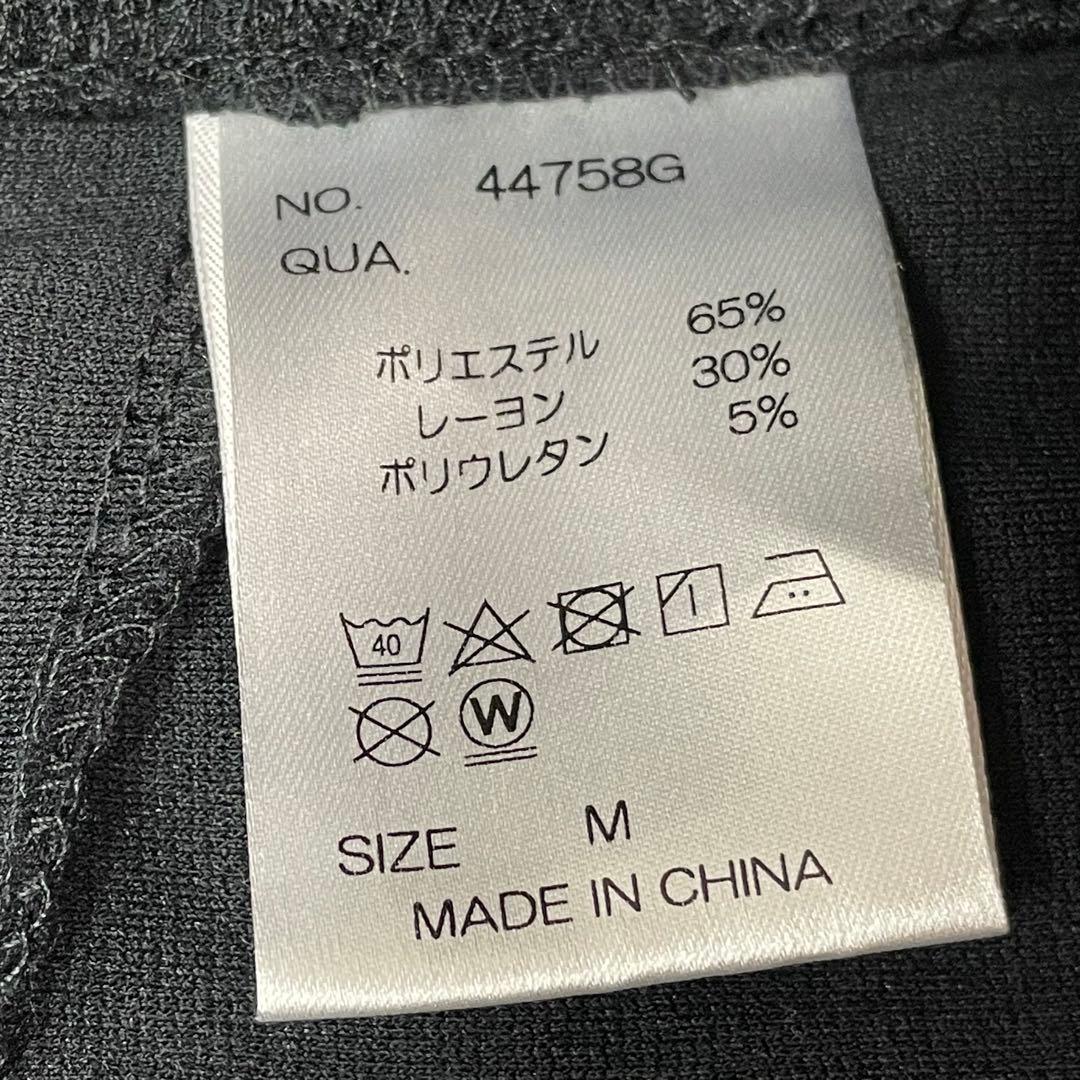 NO. 44758G
QUA.
ポリエステル 65%
レーヨン 30%
ポリウレタン 5%
40
W
SIZE M
MADE IN CHINA